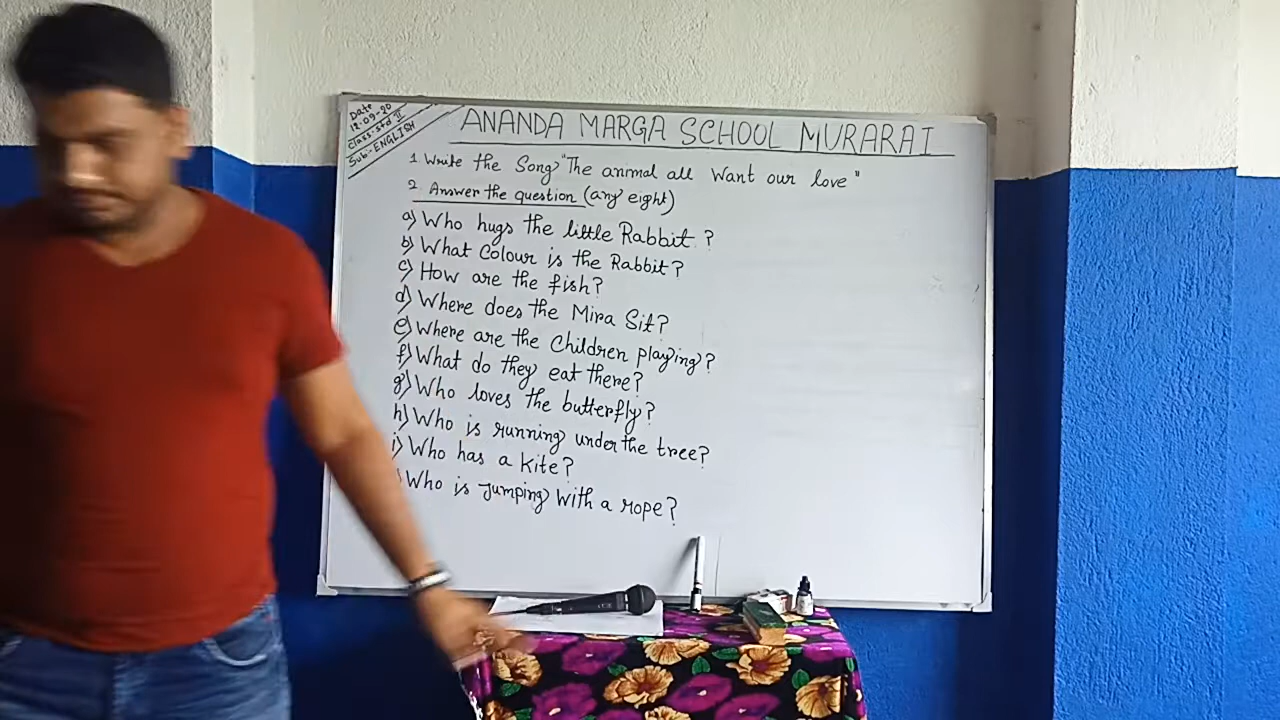 Date
18.09-20
Class-std II
Sub:-ENGLISH
ANANDA MARGA SCHOOL MURARAI
1 Write the Song "The animal all want our love"
2. Answer the question (any eight)
a) Who hugs the little Rabbit ?
b) What Colour is the Rabbit?
c) How are the fish?
d) Where does the Mira Sit?
e) Where are the Children playing?
f) What do they eat there?
g) Who loves the butterfly?
h) Who is running under the tree?
i) Who has a kite?
) Who is Jumping with a rope?